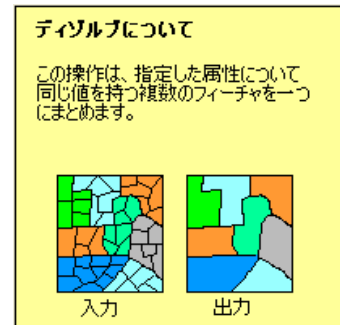 ディゾルブについて
この操作は、指定した属性について
同じ値を持つ複数のフィーチャを一つ
にまとめます。
入力
出力